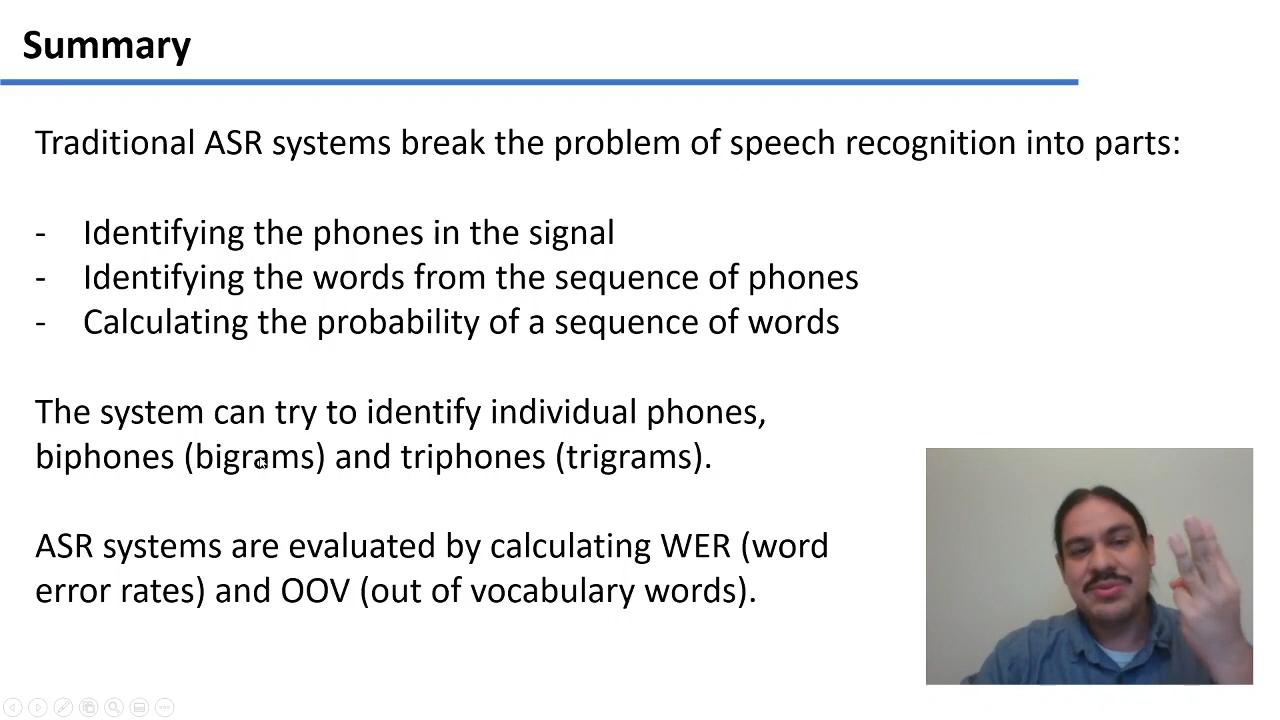 Summary
Traditional ASR systems break the problem of speech recognition into parts:
- Identifying the phones in the signal
- Identifying the words from the sequence of phones
- Calculating the probability of a sequence of words
The system can try to identify individual phones,
biphones (bigrams) and triphones (trigrams).
ASR systems are evaluated by calculating WER (word
error rates) and OOV (out of vocabulary words).